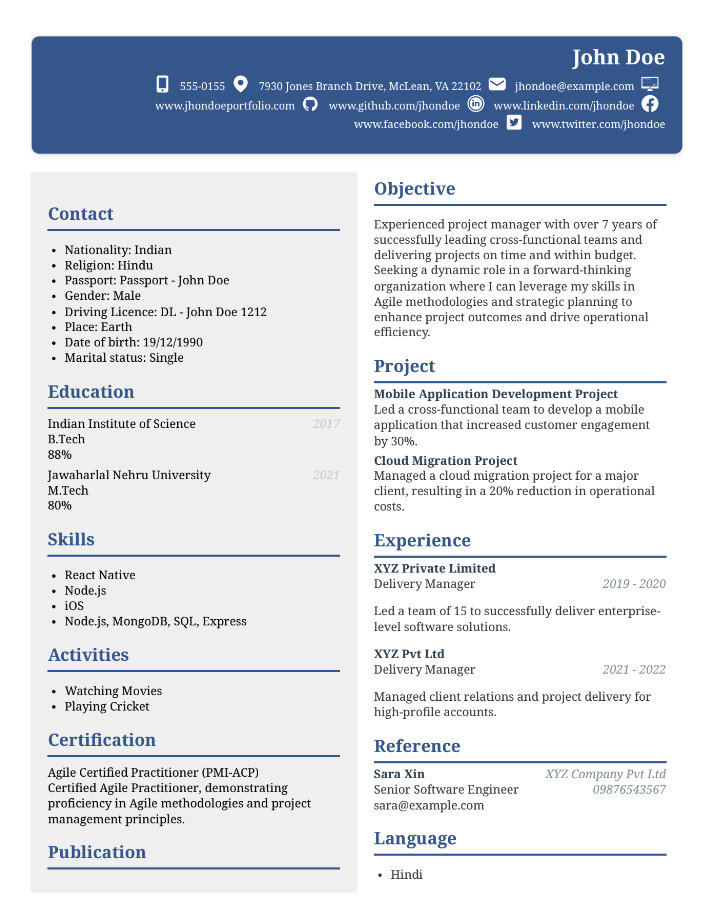 John Doe
555-0155 7930 Jones Branch Drive, McLean, VA 22102 jhondoe@example.com
www.jhondoeportfolio.com www.github.com/jhondoe www.linkedin.com/jhondoe
www.facebook.com/jhondoe www.twitter.com/jhondoe
Contact
• Nationality: Indian
• Religion: Hindu
• Passport: Passport - John Doe
• Gender: Male
• Driving Licence: DL - John Doe 1212
• Place: Earth
• Date of birth: 19/12/1990
• Marital status: Single
Education
Indian Institute of Science 2017
B.Tech
88%
Jawaharlal Nehru University 2021
M.Tech
80%
Skills
• React Native
• Node.js
• iOS
• Node.js, MongoDB, SQL, Express
Activities
• Watching Movies
• Playing Cricket
Certification
Agile Certified Practitioner (PMI-ACP)
Certified Agile Practitioner, demonstrating
proficiency in Agile methodologies and project
management principles.
Publication
Objective
Experienced project manager with over 7 years of
successfully leading cross-functional teams and
delivering projects on time and within budget.
Seeking a dynamic role in a forward-thinking
organization where I can leverage my skills in
Agile methodologies and strategic planning to
enhance project outcomes and drive operational
efficiency.
Project
Mobile Application Development Project
Led a cross-functional team to develop a mobile
application that increased customer engagement
by 30%.
Cloud Migration Project
Managed a cloud migration project for a major
client, resulting in a 20% reduction in operational
costs.
Experience
XYZ Private Limited
Delivery Manager 2019 - 2020
Led a team of 15 to successfully deliver enterprise-
level software solutions.
XYZ Pvt Ltd
Delivery Manager 2021 - 2022
Managed client relations and project delivery for
high-profile accounts.
Reference
Sara Xin XYZ Company Pvt Ltd
Senior Software Engineer 09876543567
sara@example.com
Language
• Hindi